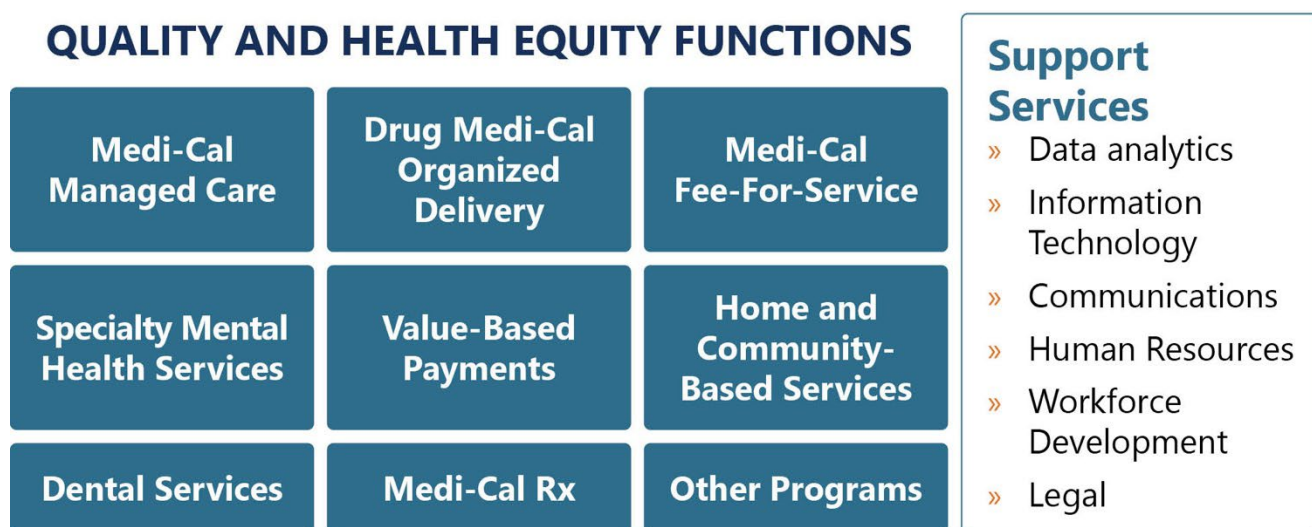 QUALITY AND HEALTH EQUITY FUNCTIONS
Medi-Cal
Managed Care
Drug Medi-Cal
Organized
Delivery
Medi-Cal
Fee-For-Service
Specialty Mental
Health Services
Value-Based
Payments
Home and
Community-
Based Services
Dental Services
Medi-Cal Rx
Other Programs
Support
Services
» Data analytics
» Information
Technology
» Communications
» Human Resources
» Workforce
Development
» Legal